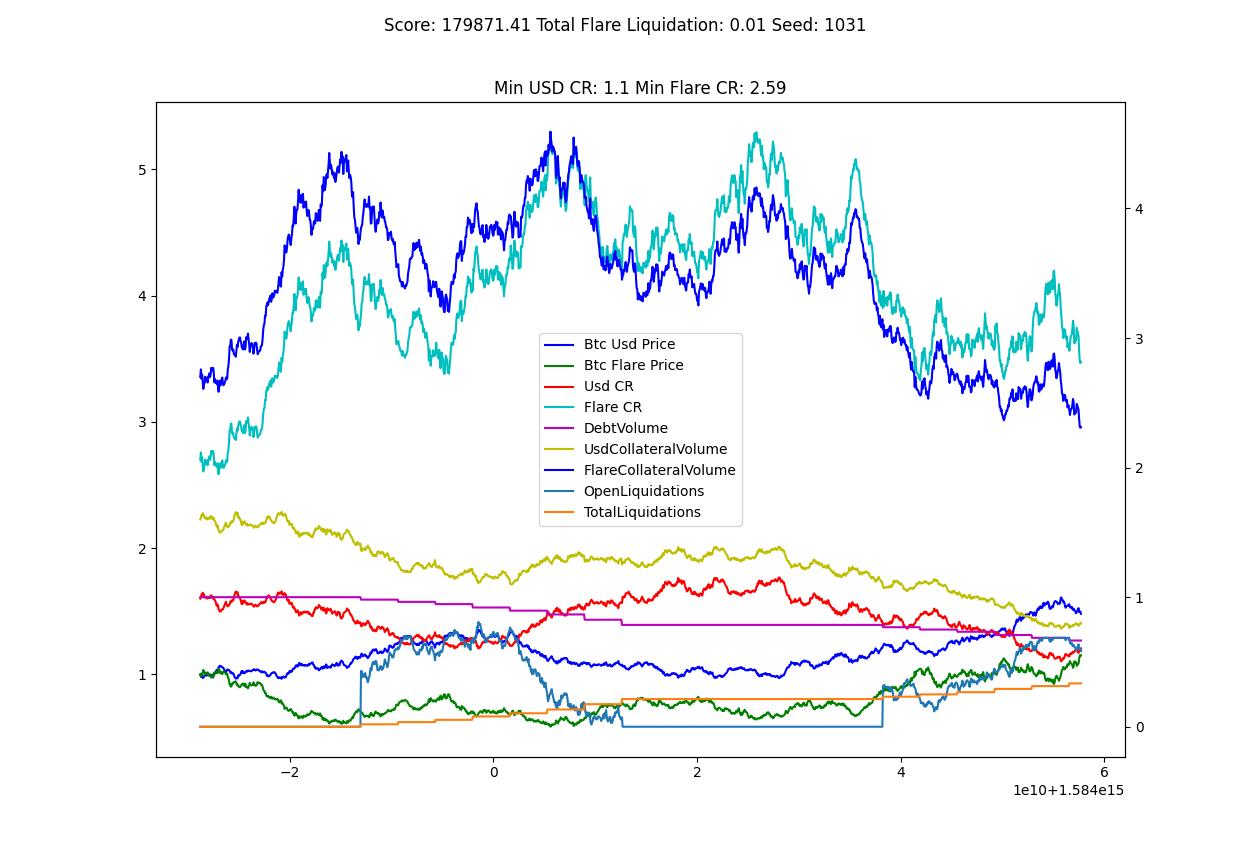 Score: 179871.41 Total Flare Liquidation: 0.01 Seed: 1031
Min USD CR: 1.1 Min Flare CR: 2.59
5
4
3
2
1
4
3
2
1
0
Btc Usd Price
Btc Flare Price
Usd CR
Flare CR
DebtVolume
UsdCollateralVolume
FlareCollateralVolume
OpenLiquidations
TotalLiquidations
−2 0 2 4 6
1e10+1.584e15